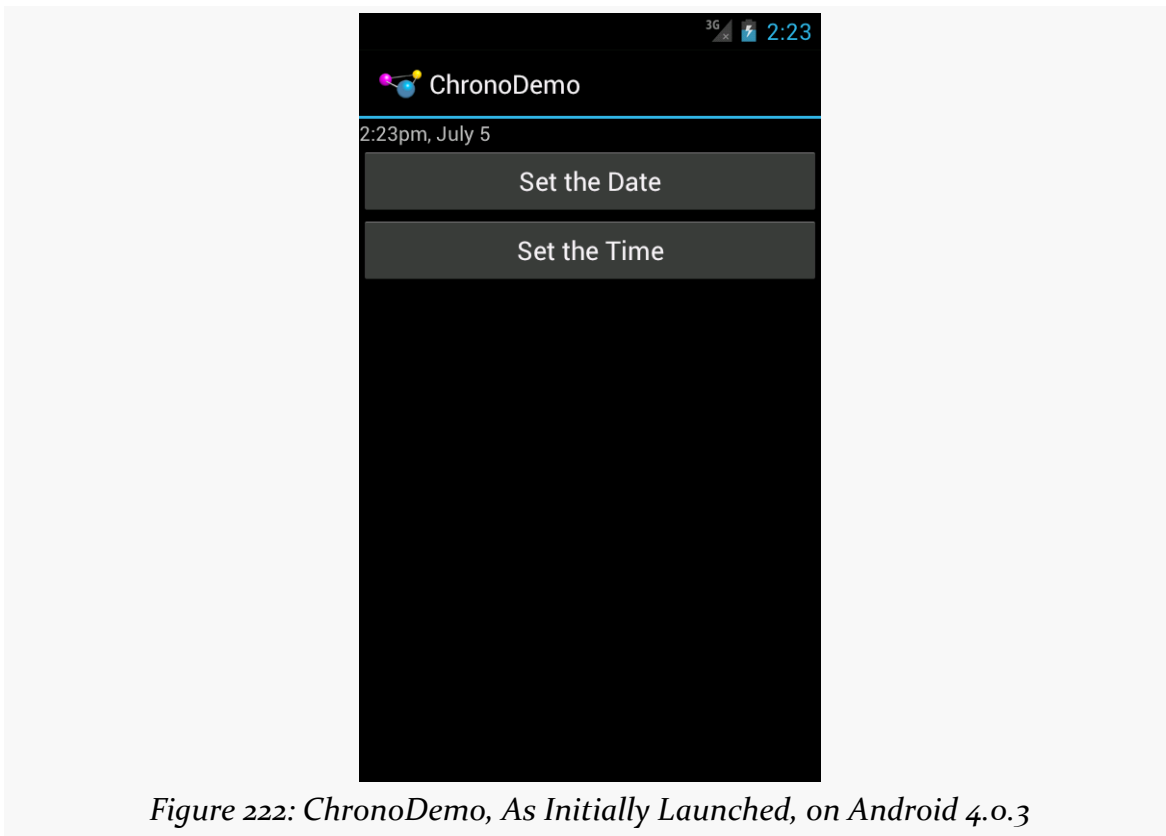 3G 2:23
ChronoDemo
2:23pm, July 5
Set the Date
Set the Time
Figure 222: ChronoDemo, As Initially Launched, on Android 4.0.3